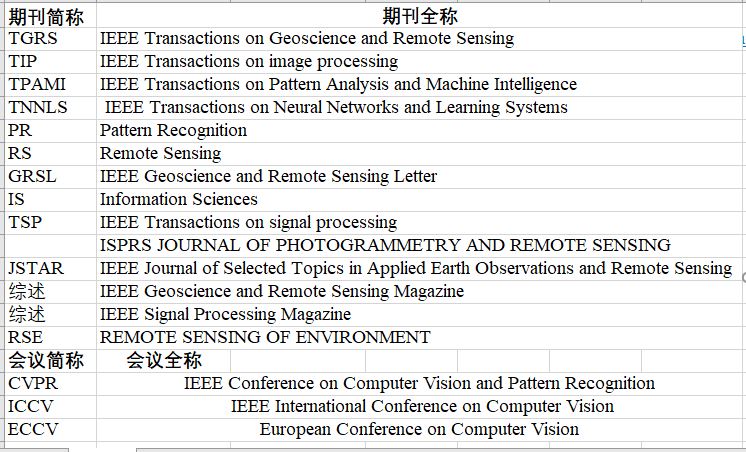 期刊简称 期刊全称
TGRS IEEE Transactions on Geoscience and Remote Sensing
TIP IEEE Transactions on image processing
TPAMI IEEE Transactions on Pattern Analysis and Machine Intelligence
TNNLS IEEE Transactions on Neural Networks and Learning Systems
PR Pattern Recognition
RS Remote Sensing
GRSL IEEE Geoscience and Remote Sensing Letter
IS Information Sciences
TSP IEEE Transactions on signal processing
ISPRS JOURNAL OF PHOTOGRAMMETRY AND REMOTE SENSING
JSTAR IEEE Journal of Selected Topics in Applied Earth Observations and Remote Sensing
综述 IEEE Geoscience and Remote Sensing Magazine
综述 IEEE Signal Processing Magazine
RSE REMOTE SENSING OF ENVIRONMENT
会议简称 会议全称
CVPR IEEE Conference on Computer Vision and Pattern Recognition
ICCV IEEE International Conference on Computer Vision
ECCV European Conference on Computer Vision